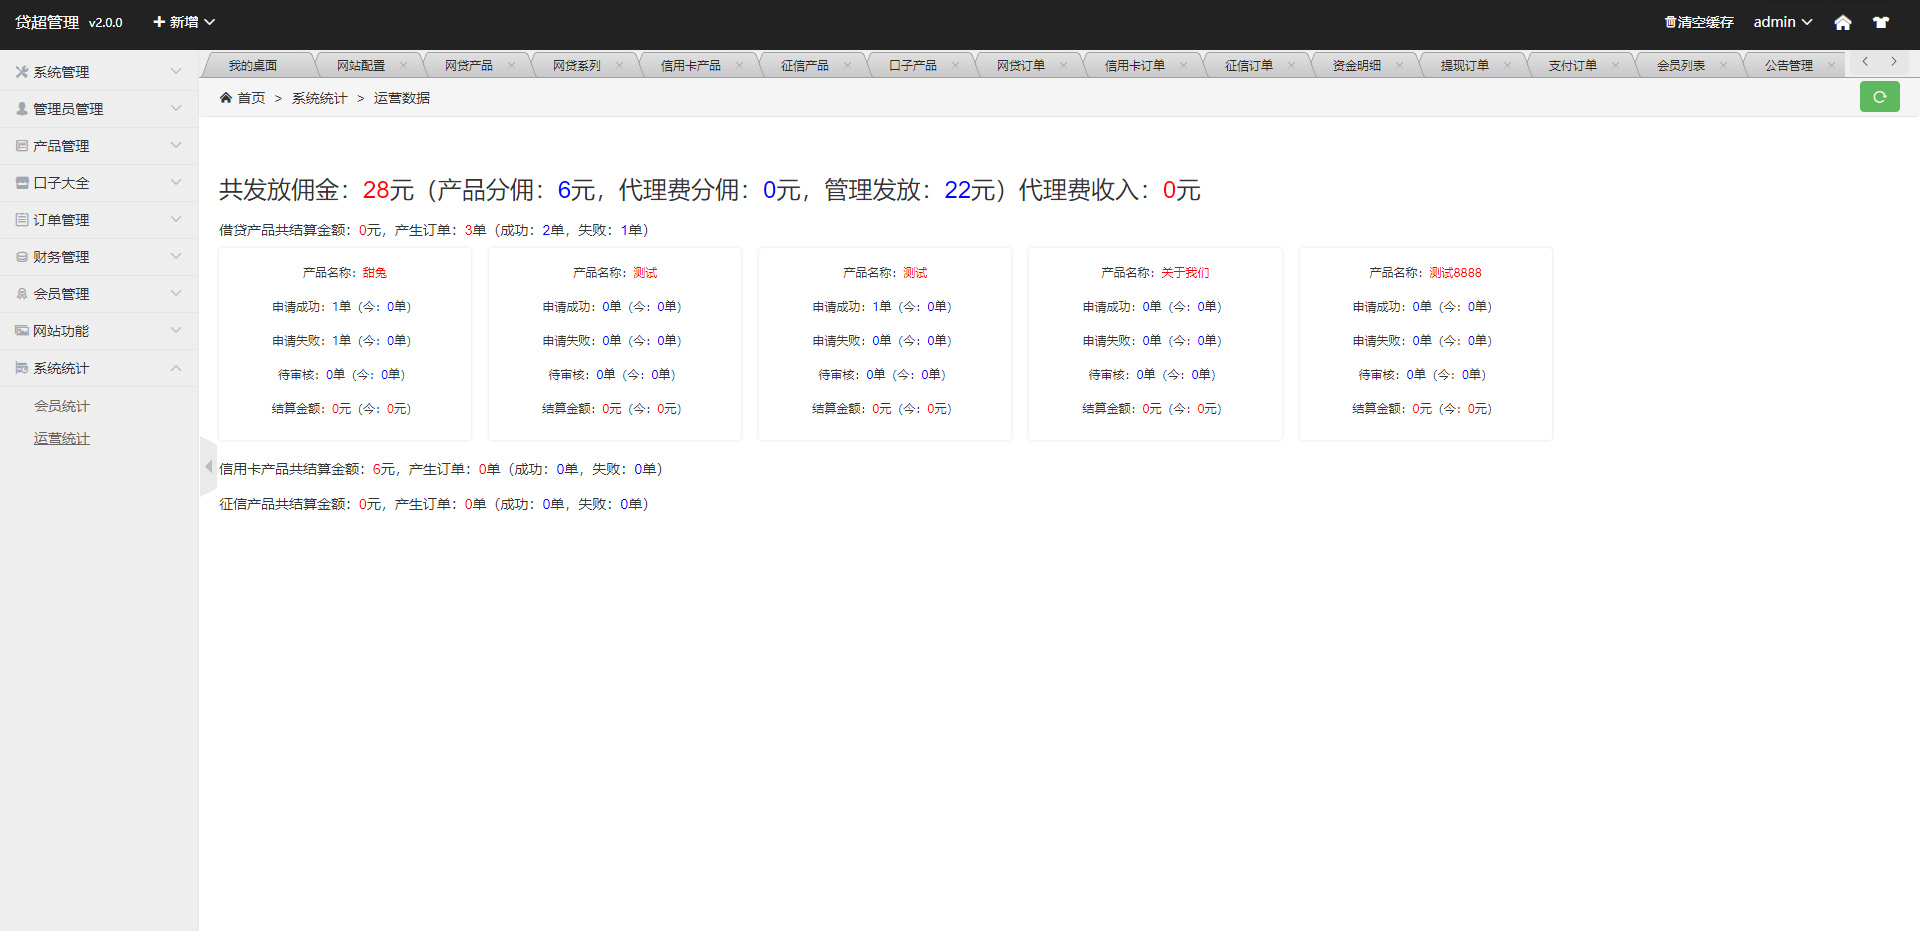 贷超管理 v2.0.0 新增 清空缓存 admin
我的桌面 网站配置 网贷产品 网贷系列 信用卡产品 征信产品 口子产品 网贷订单 信用卡订单 征信订单 资金明细 提现订单 支付订单 会员列表 公告管理
首页 > 系统统计 > 运营数据
系统管理
管理员管理
产品管理
口子大全
订单管理
财务管理
会员管理
网站功能
系统统计
会员统计
运营统计
共发放佣金：28元（产品分佣：6元，代理费分佣：0元，管理发放：22元）代理费收入：0元
借贷产品共结算金额：0元，产生订单：3单（成功：2单，失败：1单）
产品名称：甜兔
申请成功：1单（今：0单）
申请失败：1单（今：0单）
待审核：0单（今：0单）
结算金额：0元（今：0元）
产品名称：测试
申请成功：0单（今：0单）
申请失败：0单（今：0单）
待审核：0单（今：0单）
结算金额：0元（今：0元）
产品名称：测试
申请成功：1单（今：0单）
申请失败：0单（今：0单）
待审核：0单（今：0单）
结算金额：0元（今：0元）
产品名称：关于我们
申请成功：0单（今：0单）
申请失败：0单（今：0单）
待审核：0单（今：0单）
结算金额：0元（今：0元）
产品名称：测试8888
申请成功：0单（今：0单）
申请失败：0单（今：0单）
待审核：0单（今：0单）
结算金额：0元（今：0元）
信用卡产品共结算金额：6元，产生订单：0单（成功：0单，失败：0单）
征信产品共结算金额：0元，产生订单：0单（成功：0单，失败：0单）